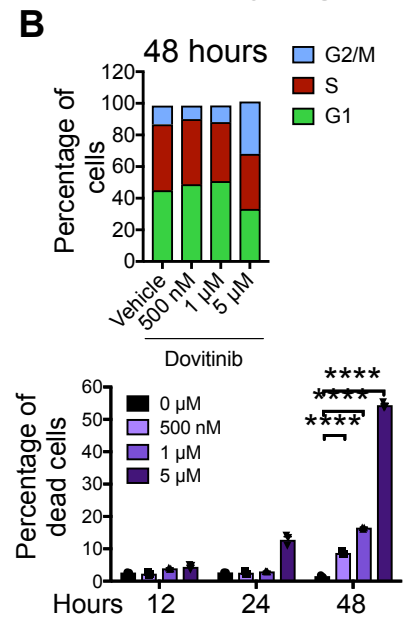 B
48 hours
G2/M
S
G1
Percentage of
cells
120
100
80
60
40
20
0
Vehicle
500 nM
1 µM
5 µM
Dovitinib
Percentage of
dead cells
60
50
40
30
20
10
0
0 µM
500 nM
1 µM
5 µM
****
****
****
Hours 12 24 48